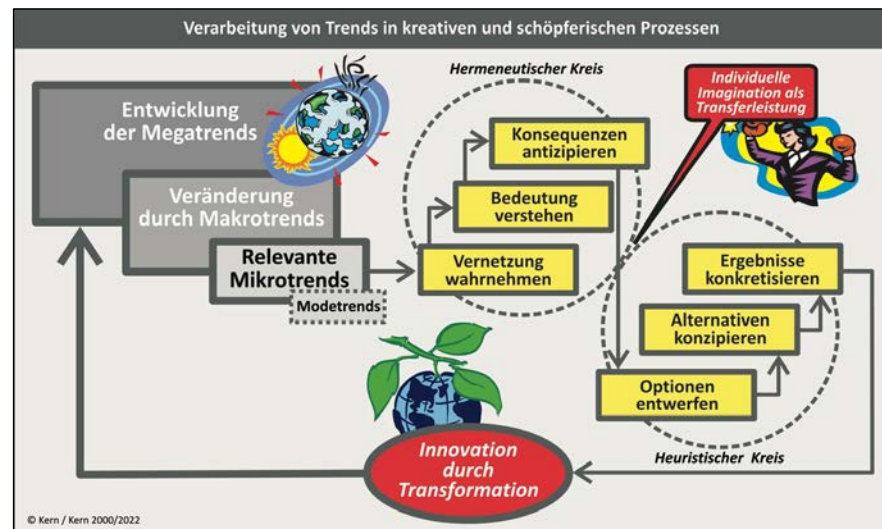 Verarbeitung von Trends in kreativen und schöpferischen Prozessen
Entwicklung
der Megatrends
Veränderung
durch Makrotrends
Relevante
Mikrotrends
Modetrends
Hermeneutischer Kreis
Konsequenzen
antizipieren
Bedeutung
verstehen
Vernetzung
wahrnehmen
Individuelle
Imagination als
Transferleistung
Ergebnisse
konkretisieren
Alternativen
konzipieren
Optionen
entwerfen
Heuristischer Kreis
Innovation
durch
Transformation
© Kern / Kern 2000/2022